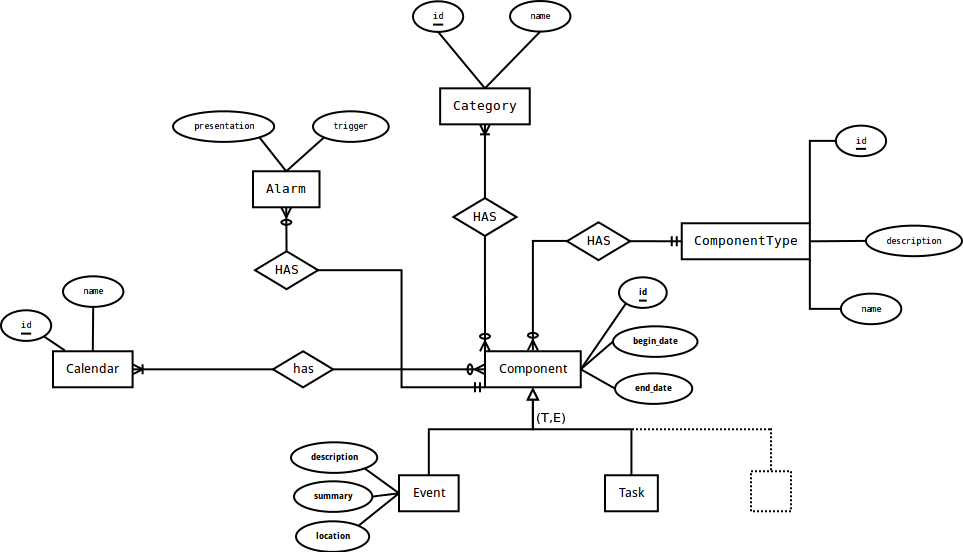 id
name
Category
presentation
trigger
Alarm
id
HAS
HAS
ComponentType
description
HAS
name
id
name
id
begin_date
Calendar
has
Component
end_date
(T,E)
description
summary
location
Event
Task